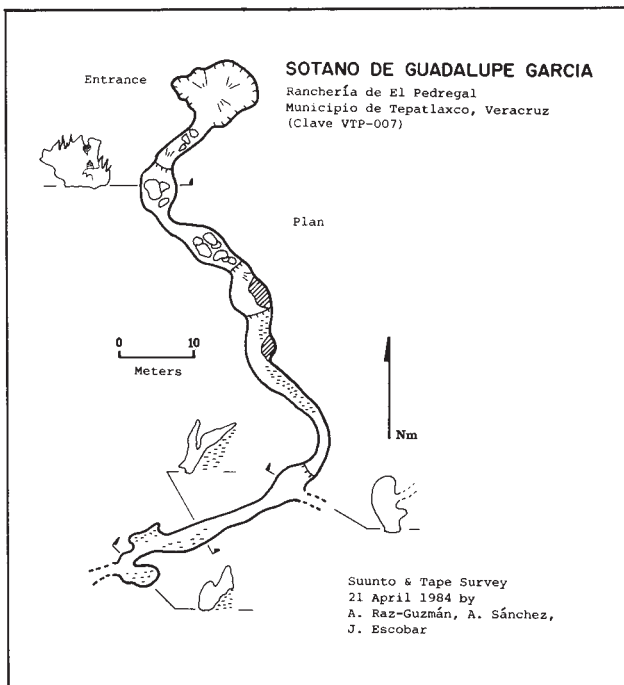 SOTANO DE GUADALUPE GARCIA
Ranchería de El Pedregal
Municipio de Tepatlaxco, Veracruz
(Clave VTP-007)
Entrance
Plan
0 10
Meters
Nm
Suunto & Tape Survey
21 April 1984 by
A. Raz-Guzmán, A. Sánchez,
J. Escobar